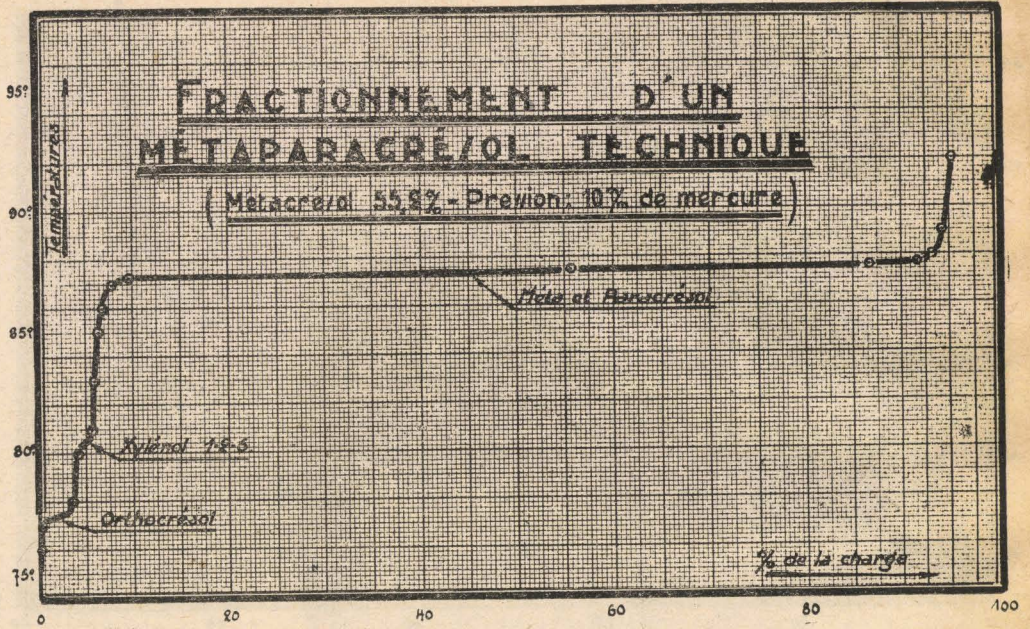 FRACTIONNEMENT D'UN
MÉTAPARACRÉSOL TECHNIQUE
(Métacrésol 55,8% - Pression: 10‰ de mercure)
Températures
95°
90°
85°
80°
75°
Méta et Paracrésol
Xylénol 1-2-6.
Orthocrésol
% de la charge
0 20 40 60 80 100